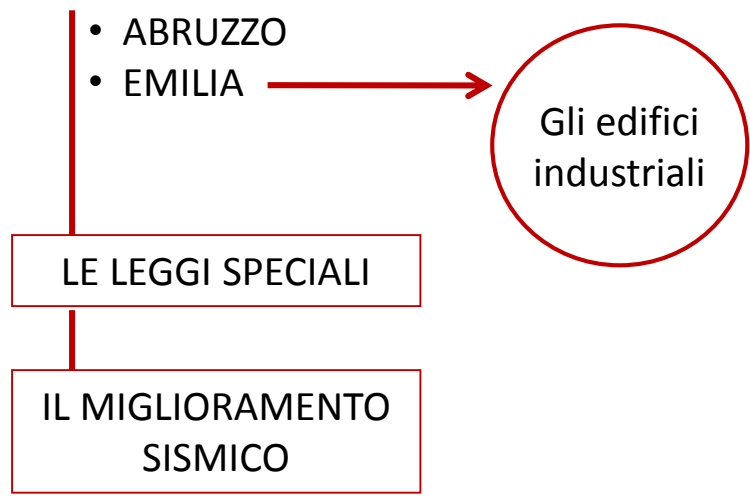 • ABRUZZO
• EMILIA
Gli edifici
industriali
LE LEGGI SPECIALI
IL MIGLIORAMENTO
SISMICO